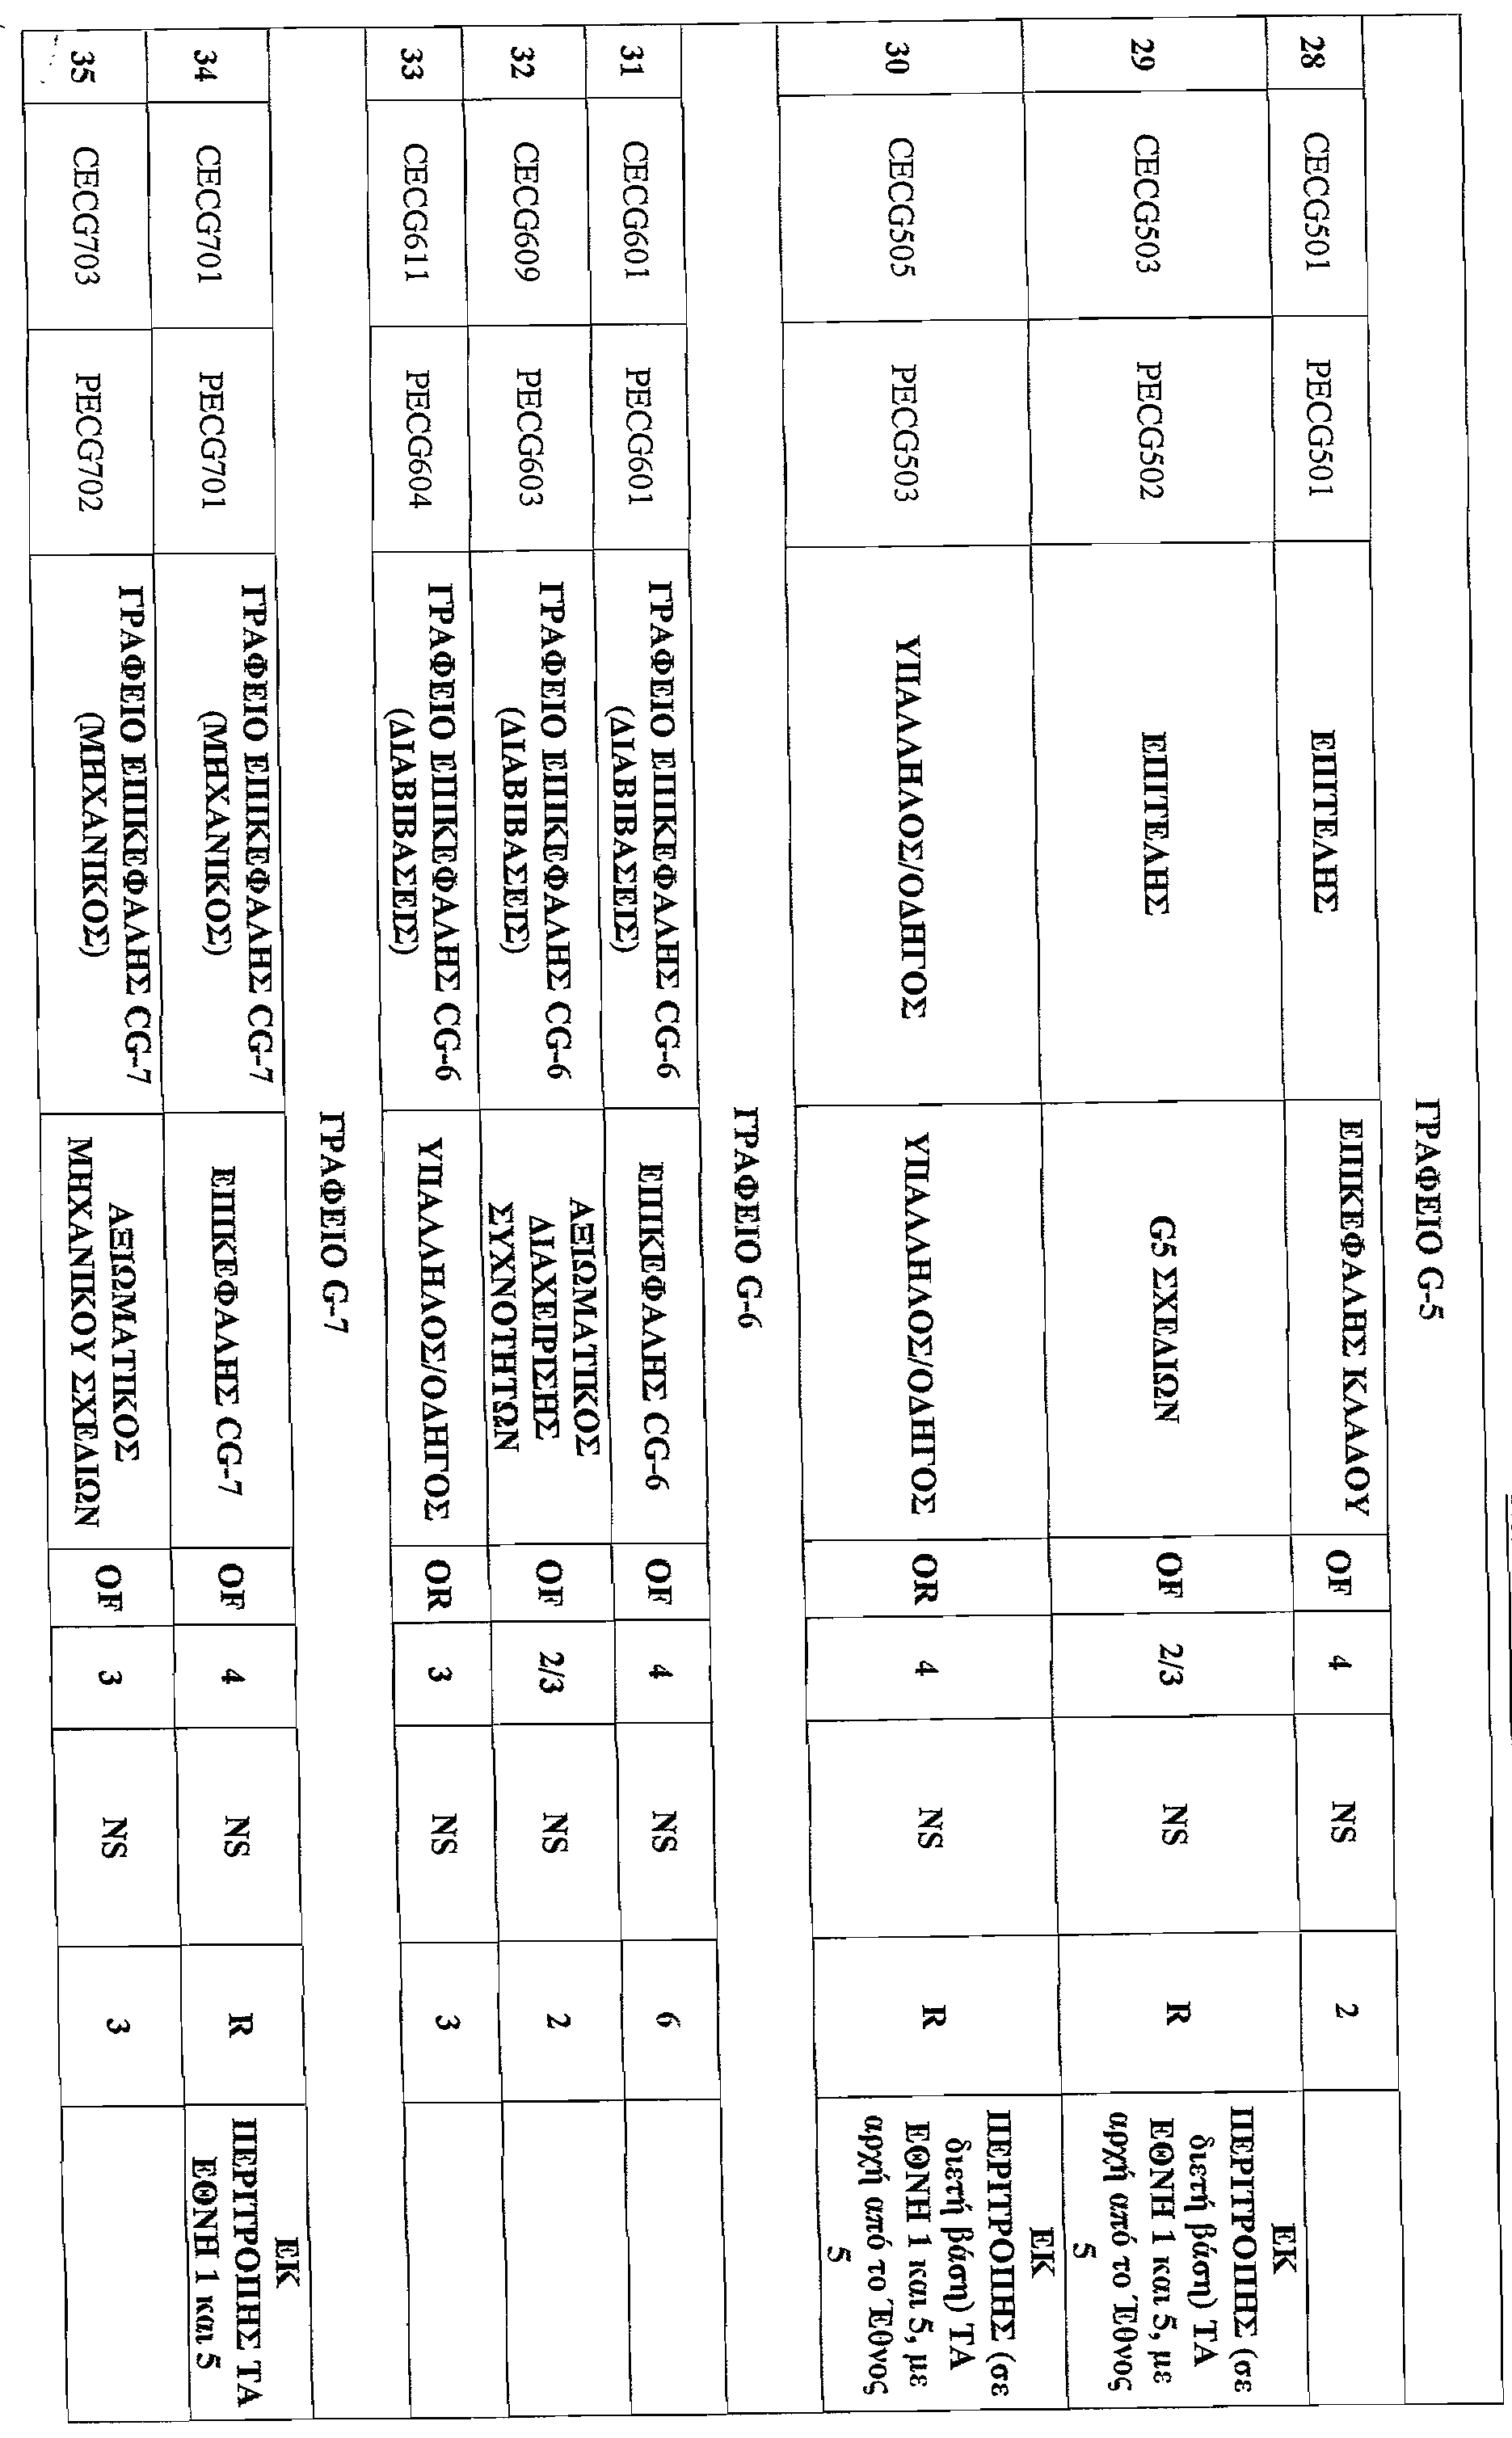 ΓΡΑΦΕΙΟ G-5
28 CECG501 PECG501 ΕΠΙΤΕΛΗΣ ΕΠΙΚΕΦΑΛΗΣ ΚΛΑΔΟΥ OF 4 NS 2
29 CECG503 PECG502 ΕΠΙΤΕΛΗΣ G5 ΣΧΕΔΙΩΝ OF 2/3 NS R
ΕΚ
ΠΕΡΙΤΡΟΠΗΣ (σε
διετή βάση) ΤΑ
ΕΘΝΗ 1 και 5, με
αρχή από το Έθνος
5
30 CECG505 PECG503 ΥΠΑΛΛΗΛΟΣ/ΟΔΗΓΟΣ ΥΠΑΛΛΗΛΟΣ/ΟΔΗΓΟΣ OR 4 NS R
ΕΚ
ΠΕΡΙΤΡΟΠΗΣ (σε
διετή βάση) ΤΑ
ΕΘΝΗ 1 και 5, με
αρχή από το Έθνος
5
ΓΡΑΦΕΙΟ G-6
31 CECG601 PECG601 ΓΡΑΦΕΙΟ ΕΠΙΚΕΦΑΛΗΣ CG-6
(ΔΙΑΒΙΒΑΣΕΙΣ)
ΕΠΙΚΕΦΑΛΗΣ CG-6 OF 4 NS 6
32 CECG609 PECG603 ΓΡΑΦΕΙΟ ΕΠΙΚΕΦΑΛΗΣ CG-6
(ΔΙΑΒΙΒΑΣΕΙΣ)
ΑΞΙΩΜΑΤΙΚΟΣ
ΔΙΑΧΕΙΡΙΣΗΣ
ΣΥΧΝΟΤΗΤΩΝ
OF 2/3 NS 2
33 CECG611 PECG604 ΓΡΑΦΕΙΟ ΕΠΙΚΕΦΑΛΗΣ CG-6
(ΔΙΑΒΙΒΑΣΕΙΣ)
ΥΠΑΛΛΗΛΟΣ/ΟΔΗΓΟΣ OR 3 NS 3
ΓΡΑΦΕΙΟ G-7
34 CECG701 PECG701 ΓΡΑΦΕΙΟ ΕΠΙΚΕΦΑΛΗΣ CG-7
(ΜΗΧΑΝΙΚΟΣ)
ΕΠΙΚΕΦΑΛΗΣ CG-7 OF 4 NS R
ΕΚ
ΠΕΡΙΤΡΟΠΗΣ ΤΑ
ΕΘΝΗ 1 και 5
35 CECG703 PECG702 ΓΡΑΦΕΙΟ ΕΠΙΚΕΦΑΛΗΣ CG-7
(ΜΗΧΑΝΙΚΟΣ)
ΑΞΙΩΜΑΤΙΚΟΣ
ΜΗΧΑΝΙΚΟΥ ΣΧΕΔΙΩΝ
OF 3 NS 3